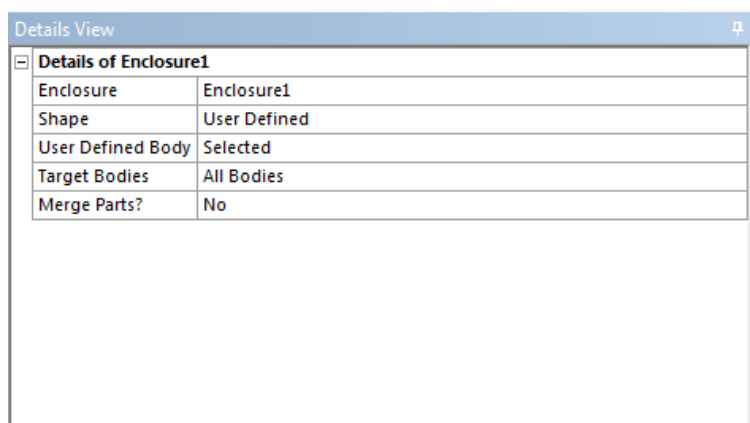 Details View
Details of Enclosure1
Enclosure Enclosure1
Shape User Defined
User Defined Body Selected
Target Bodies All Bodies
Merge Parts? No